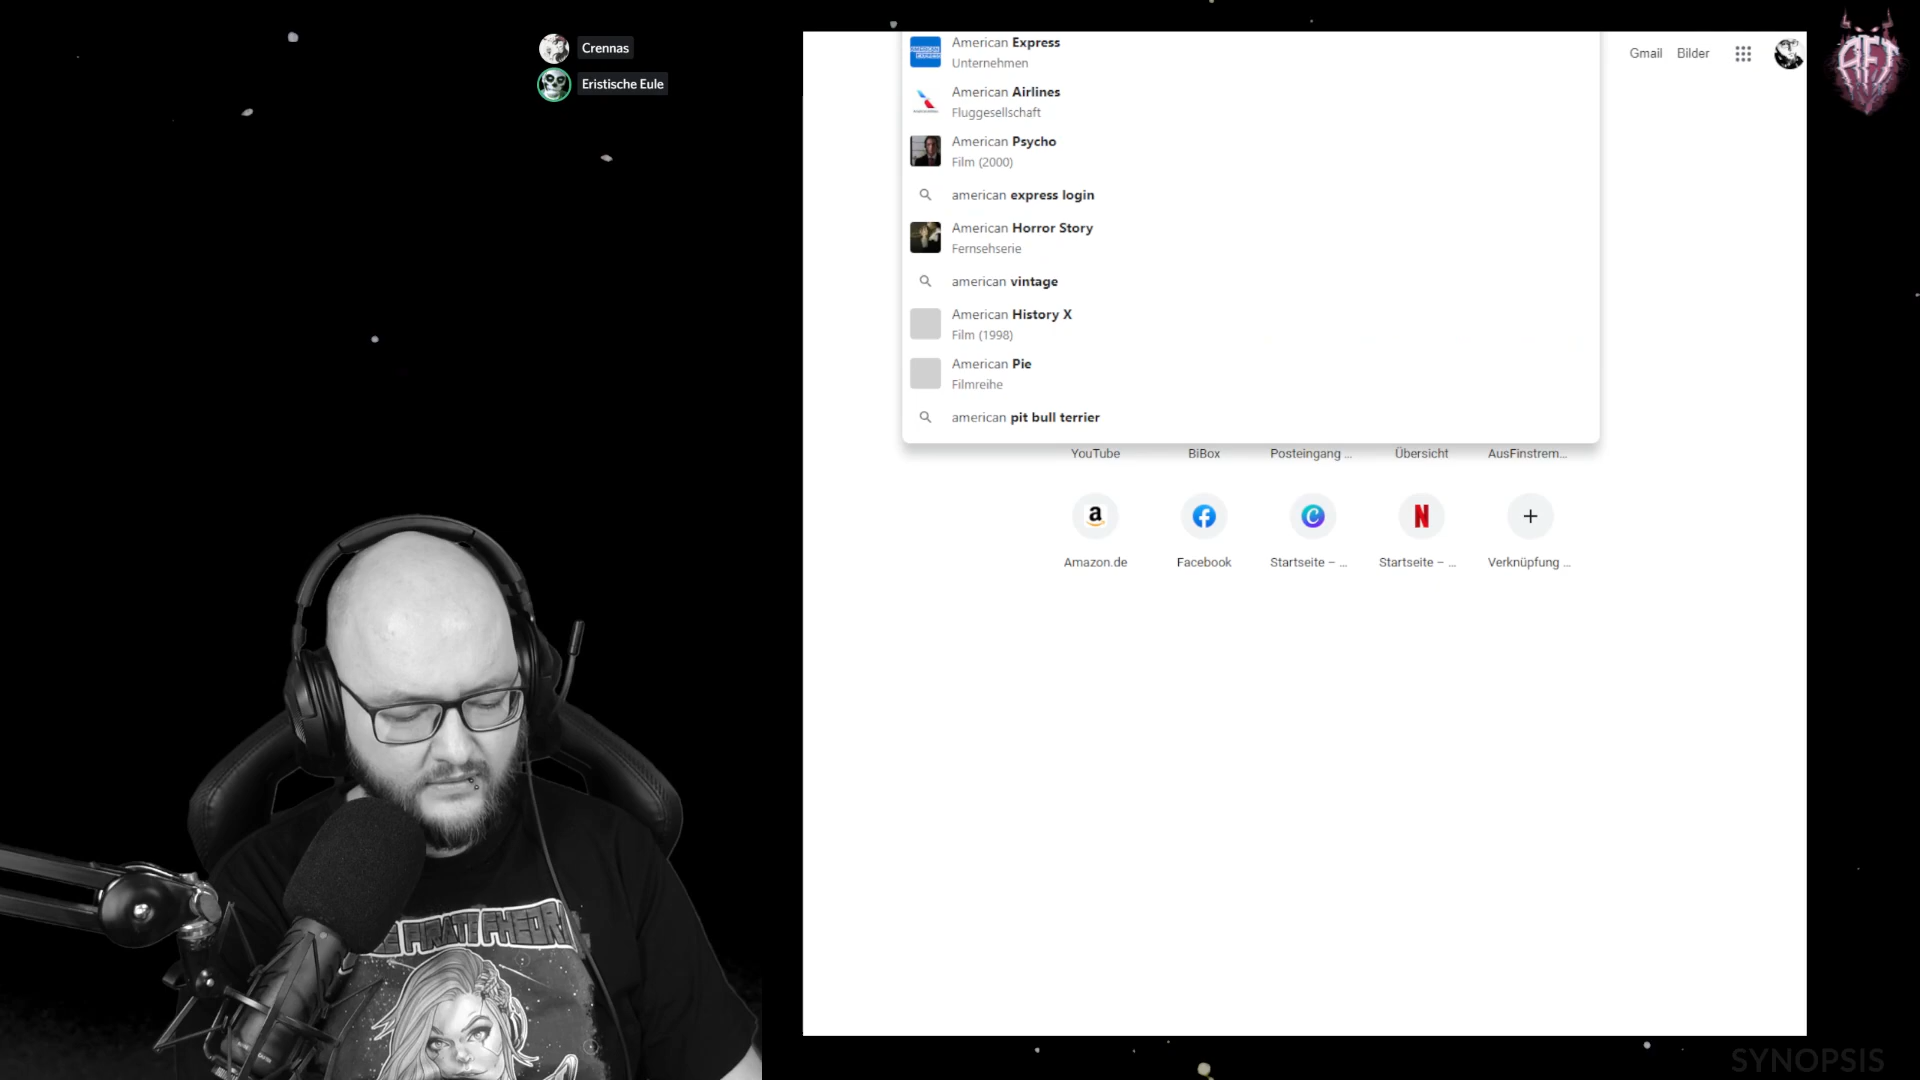 Crennas
Eristische Eule
American Express
Unternehmen
American Airlines
Fluggesellschaft
American Psycho
Film (2000)
american express login
American Horror Story
Fernsehserie
american vintage
American History X
Film (1998)
American Pie
Filmreihe
american pit bull terrier
Gmail Bilder
AFT
YouTube BiBox Posteingang ... Übersicht AusFinstrem...
Amazon.de Facebook Startseite – ... Startseite – ... Verknüpfung ...
PIRATE
SYNOPSIS